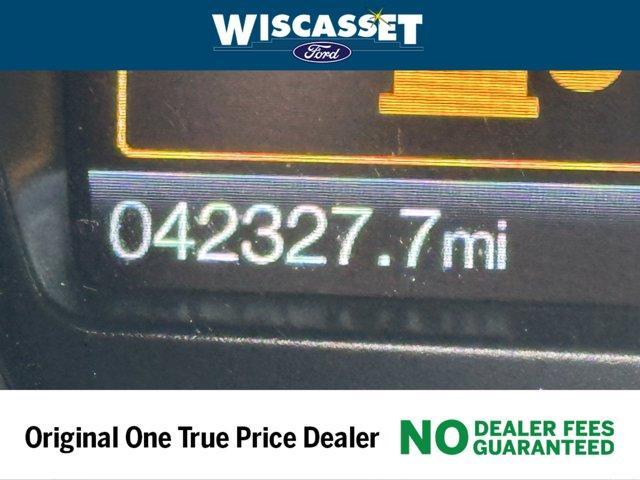 WISCASSET
Ford
042327.7mi
Original One True Price Dealer
NO DEALER FEES
GUARANTEED